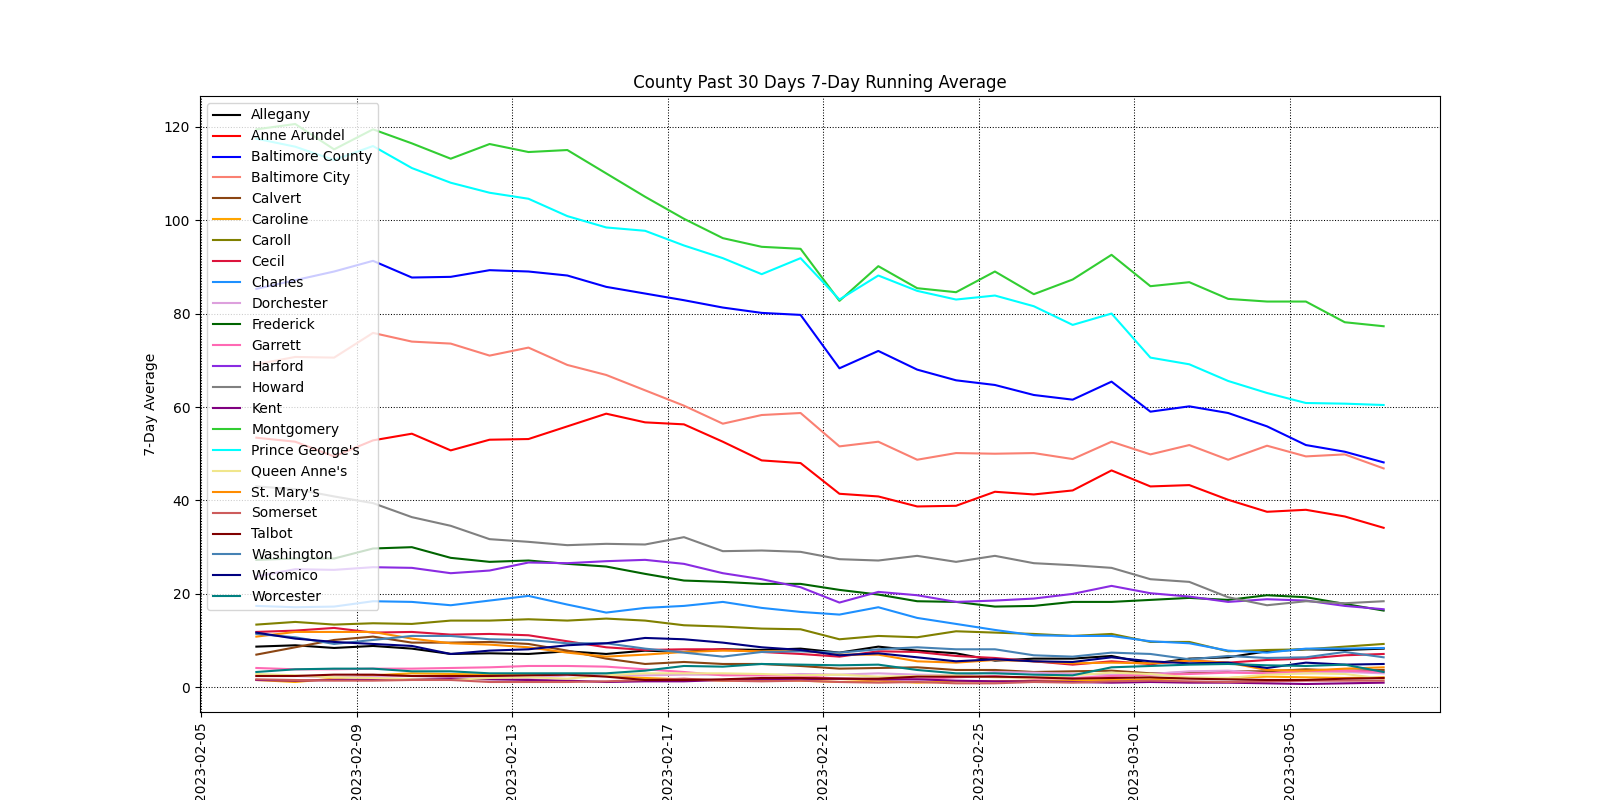 County Past 30 Days 7-Day Running Average
7-Day Average
120
100
80
60
40
20
0
Allegany
Anne Arundel
Baltimore County
Baltimore City
Calvert
Caroline
Caroll
Cecil
Charles
Dorchester
Frederick
Garrett
Harford
Howard
Kent
Montgomery
Prince George's
Queen Anne's
St. Mary's
Somerset
Talbot
Washington
Wicomico
Worcester
2023-02-05
2023-02-09
2023-02-13
2023-02-17
2023-02-21
2023-02-25
2023-03-01
2023-03-05